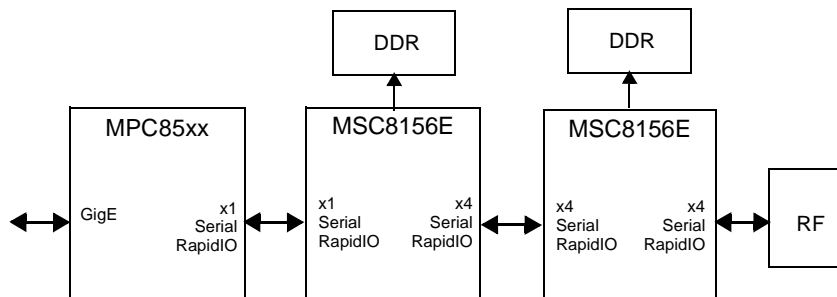 DDR
DDR
MPC85xx
MSC8156E
MSC8156E
GigE
x1
Serial
RapidIO
x1
Serial
RapidIO
x4
Serial
RapidIO
x4
Serial
RapidIO
x4
Serial
RapidIO
RF